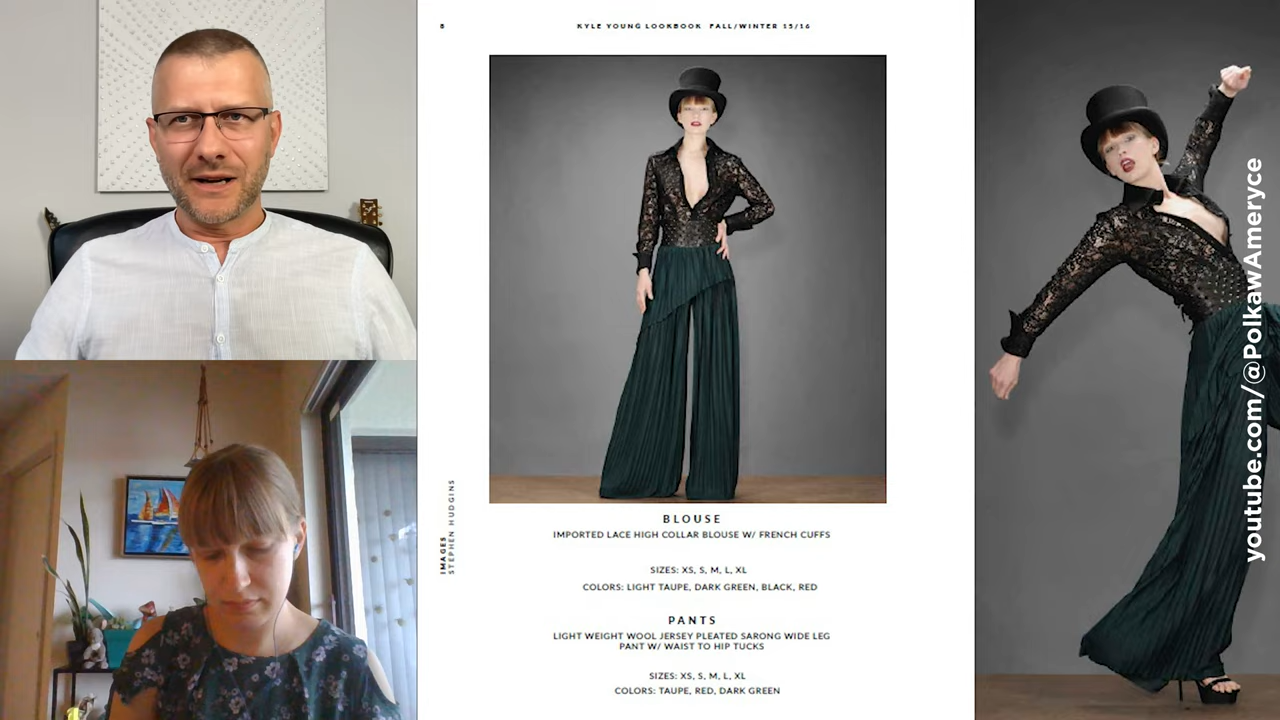 8
KYLE YOUNG LOOKBOOK FALL/WINTER 15/16
IMAGES
STEPHEN HUDGINS
BLOUSE
IMPORTED LACE HIGH COLLAR BLOUSE W/ FRENCH CUFFS
SIZES: XS, S, M, L, XL
COLORS: LIGHT TAUPE, DARK GREEN, BLACK, RED
PANTS
LIGHT WEIGHT WOOL JERSEY PLEATED SARONG WIDE LEG
PANT W/ WAIST TO HIP TUCKS
SIZES: XS, S, M, L, XL
COLORS: TAUPE, RED, DARK GREEN
youtube.com/@PolkawAmeryce